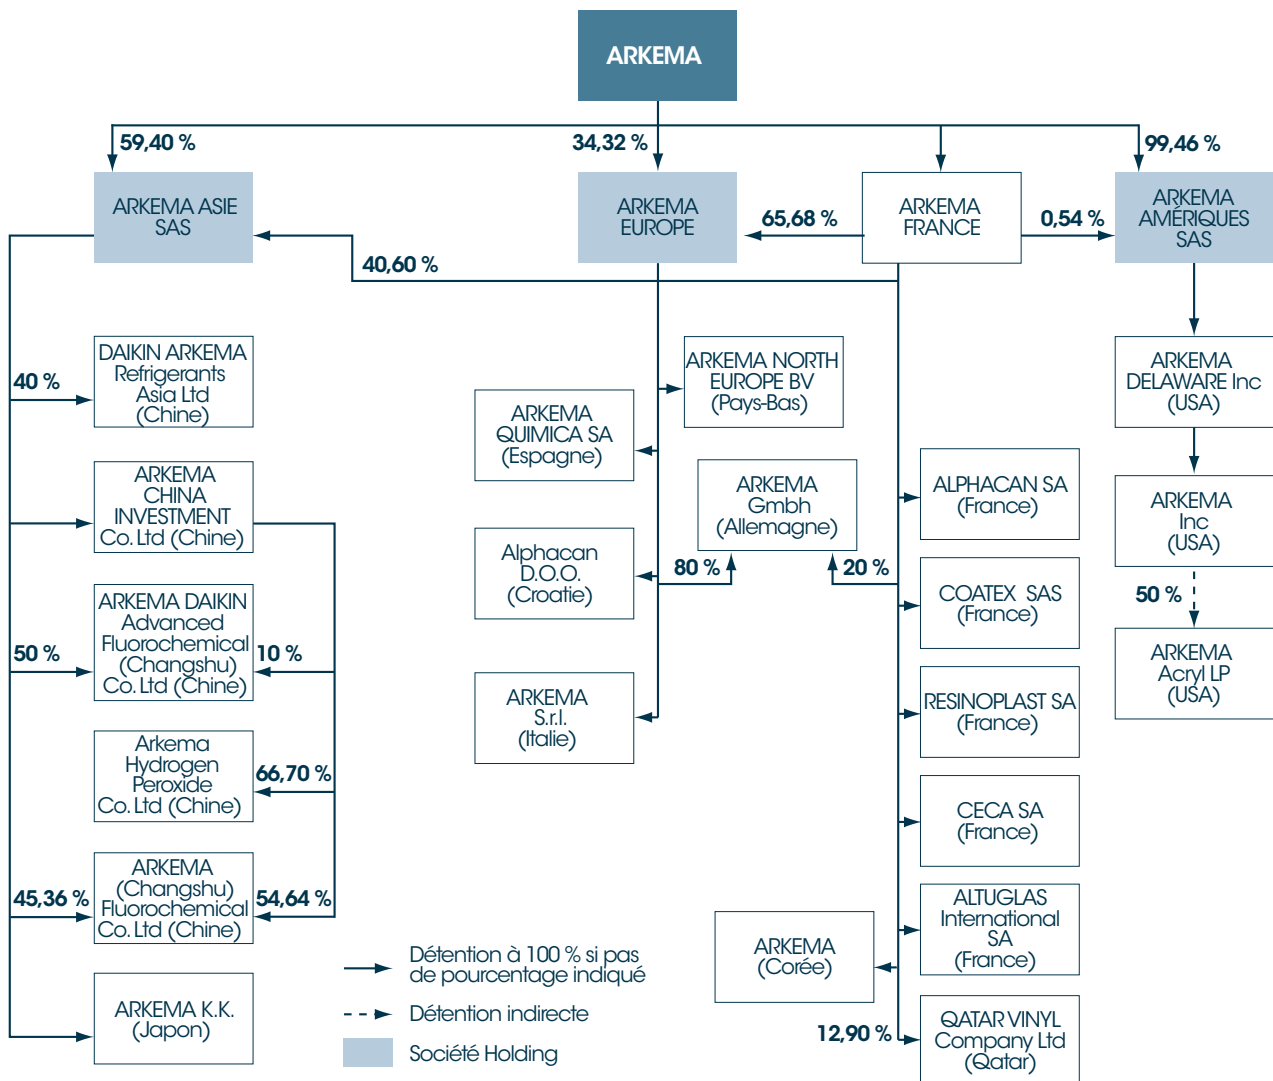 ARKEMA
59,40 %
34,32 %
99,46 %
ARKEMA ASIE
SAS
ARKEMA
EUROPE
65,68 %
ARKEMA
FRANCE
0,54 %
ARKEMA
AMÉRIQUES
SAS
40,60 %
DAIKIN ARKEMA
Refrigerants
Asia Ltd
(Chine)
40 %
ARKEMA
CHINA
INVESTMENT
Co. Ltd (Chine)
ARKEMA DAIKIN
Advanced
Fluorochemical
(Changshu)
Co. Ltd (Chine)
50 %
10 %
Arkema
Hydrogen
Peroxide
Co. Ltd (Chine)
66,70 %
ARKEMA
(Changshu)
Fluorochemical
Co. Ltd (Chine)
45,36 %
54,64 %
ARKEMA K.K.
(Japon)
ARKEMA NORTH
EUROPE BV
(Pays-Bas)
ARKEMA
QUIMICA SA
(Espagne)
ARKEMA
Gmbh
(Allemagne)
80 %
20 %
Alphacan
D.O.O.
(Croatie)
ARKEMA
S.r.l.
(Italie)
ALPHACAN SA
(France)
COATEX SAS
(France)
RESINOPLAST SA
(France)
CECA SA
(France)
ALTUGLAS
International
SA
(France)
ARKEMA
(Corée)
12,90 %
QATAR VINYL
Company Ltd
(Qatar)
ARKEMA
DELAWARE Inc
(USA)
ARKEMA
Inc
(USA)
50 %
ARKEMA
Acryl LP
(USA)
Détention à 100 % si pas
de pourcentage indiqué
Détention indirecte
Société Holding